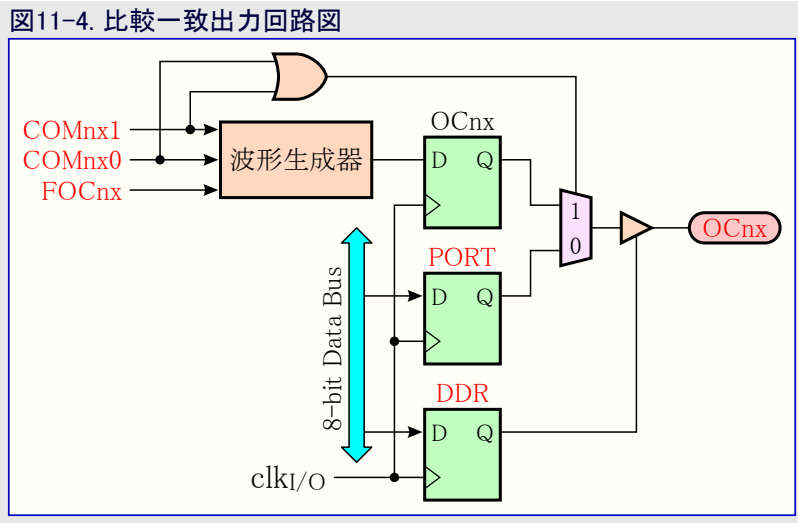 図11-4. 比較一致出力回路図
COMnx1
COMnx0
FOCnx
波形生成器
OCnx
D Q
1
0
OCnx
PORT
D Q
8-bit Data Bus
DDR
D Q
clkI/O